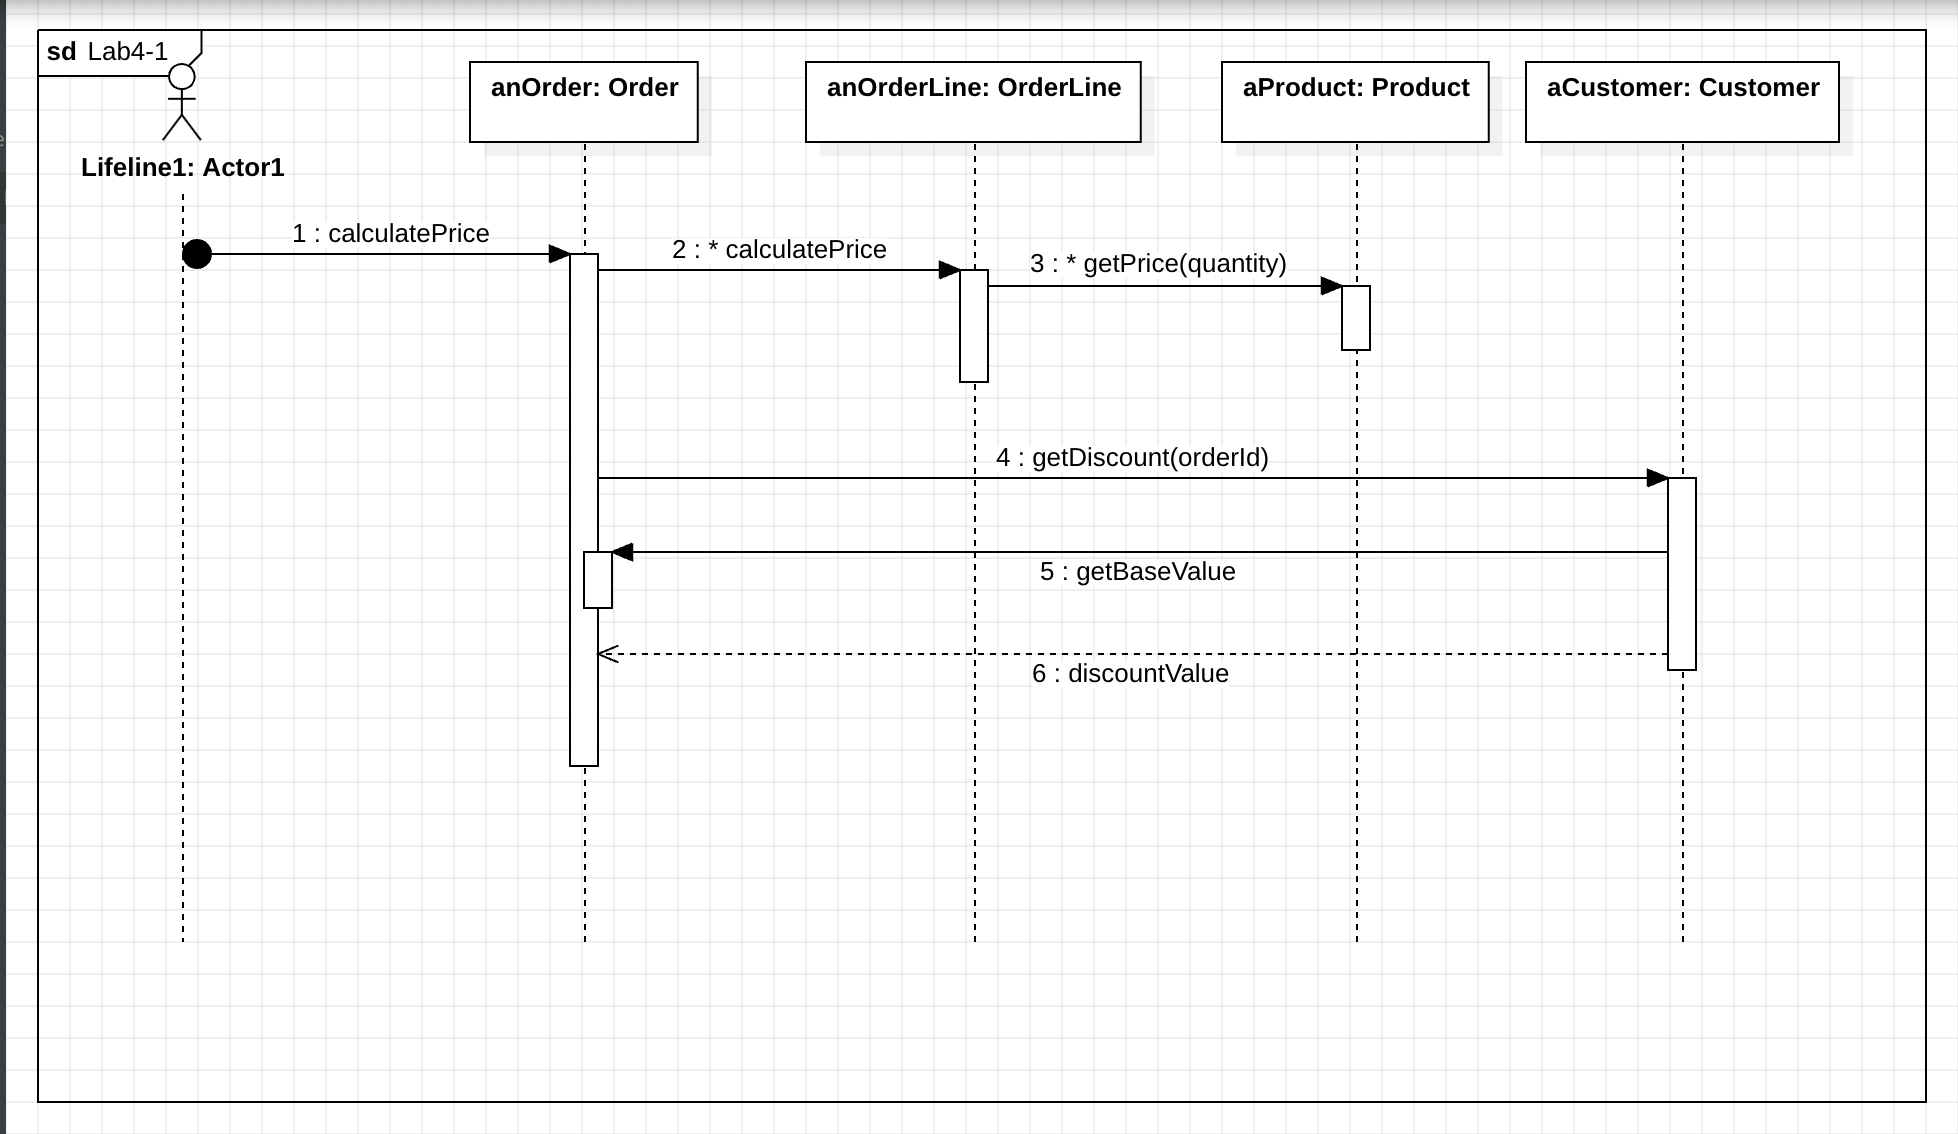 sd Lab4-1
Lifeline1: Actor1
anOrder: Order
anOrderLine: OrderLine
aProduct: Product
aCustomer: Customer
1 : calculatePrice
2 : * calculatePrice
3 : * getPrice(quantity)
4 : getDiscount(orderId)
5 : getBaseValue
6 : discountValue